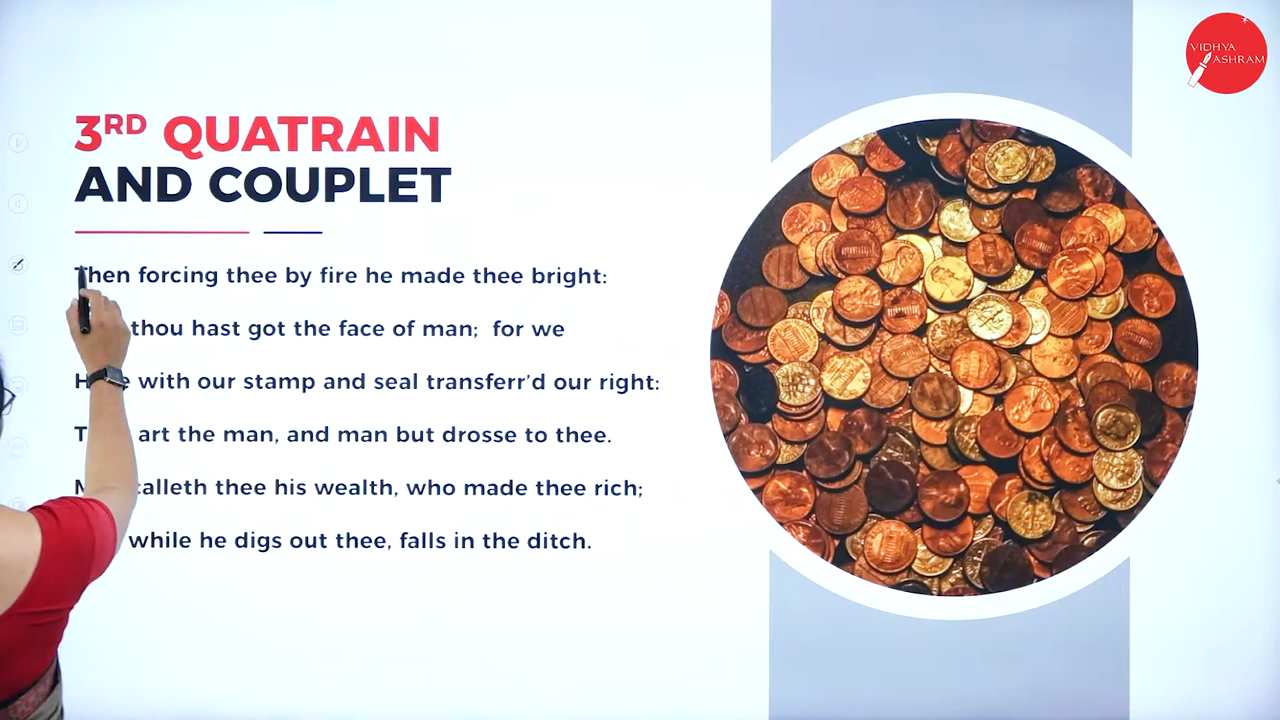 3RD QUATRAIN
AND COUPLET
Then forcing thee by fire he made thee bright:
thou hast got the face of man; for we
with our stamp and seal transferr'd our right:
art the man, and man but drosse to thee.
calleth thee his wealth, who made thee rich;
while he digs out thee, falls in the ditch.
VIDHYA
ASHRAM